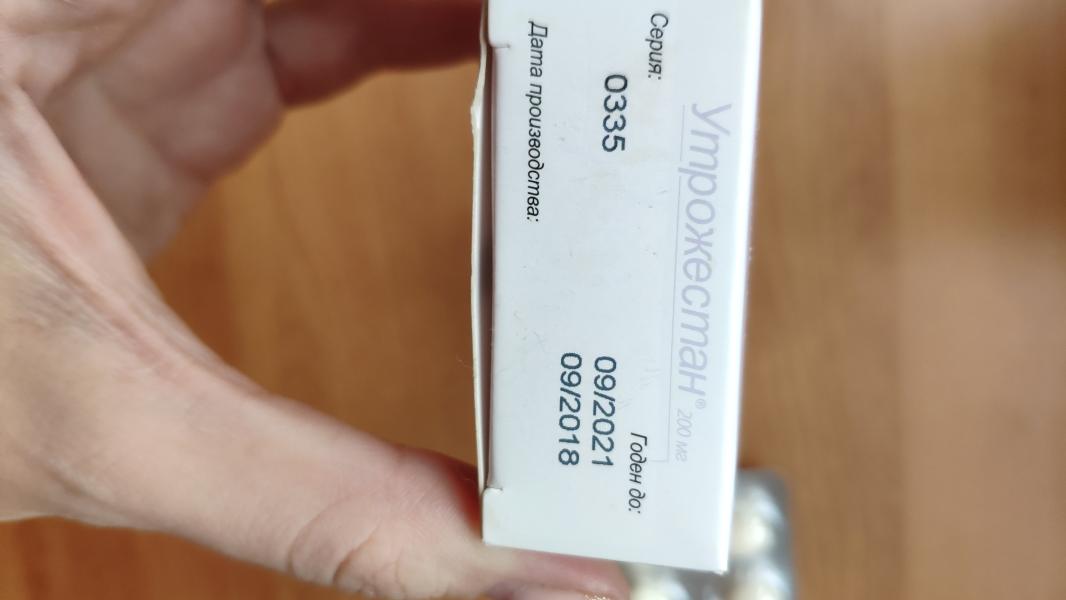 Утрожестан® 200 мг
Серия: Годен до:
0335 09/2021
09/2018
Дата производства: